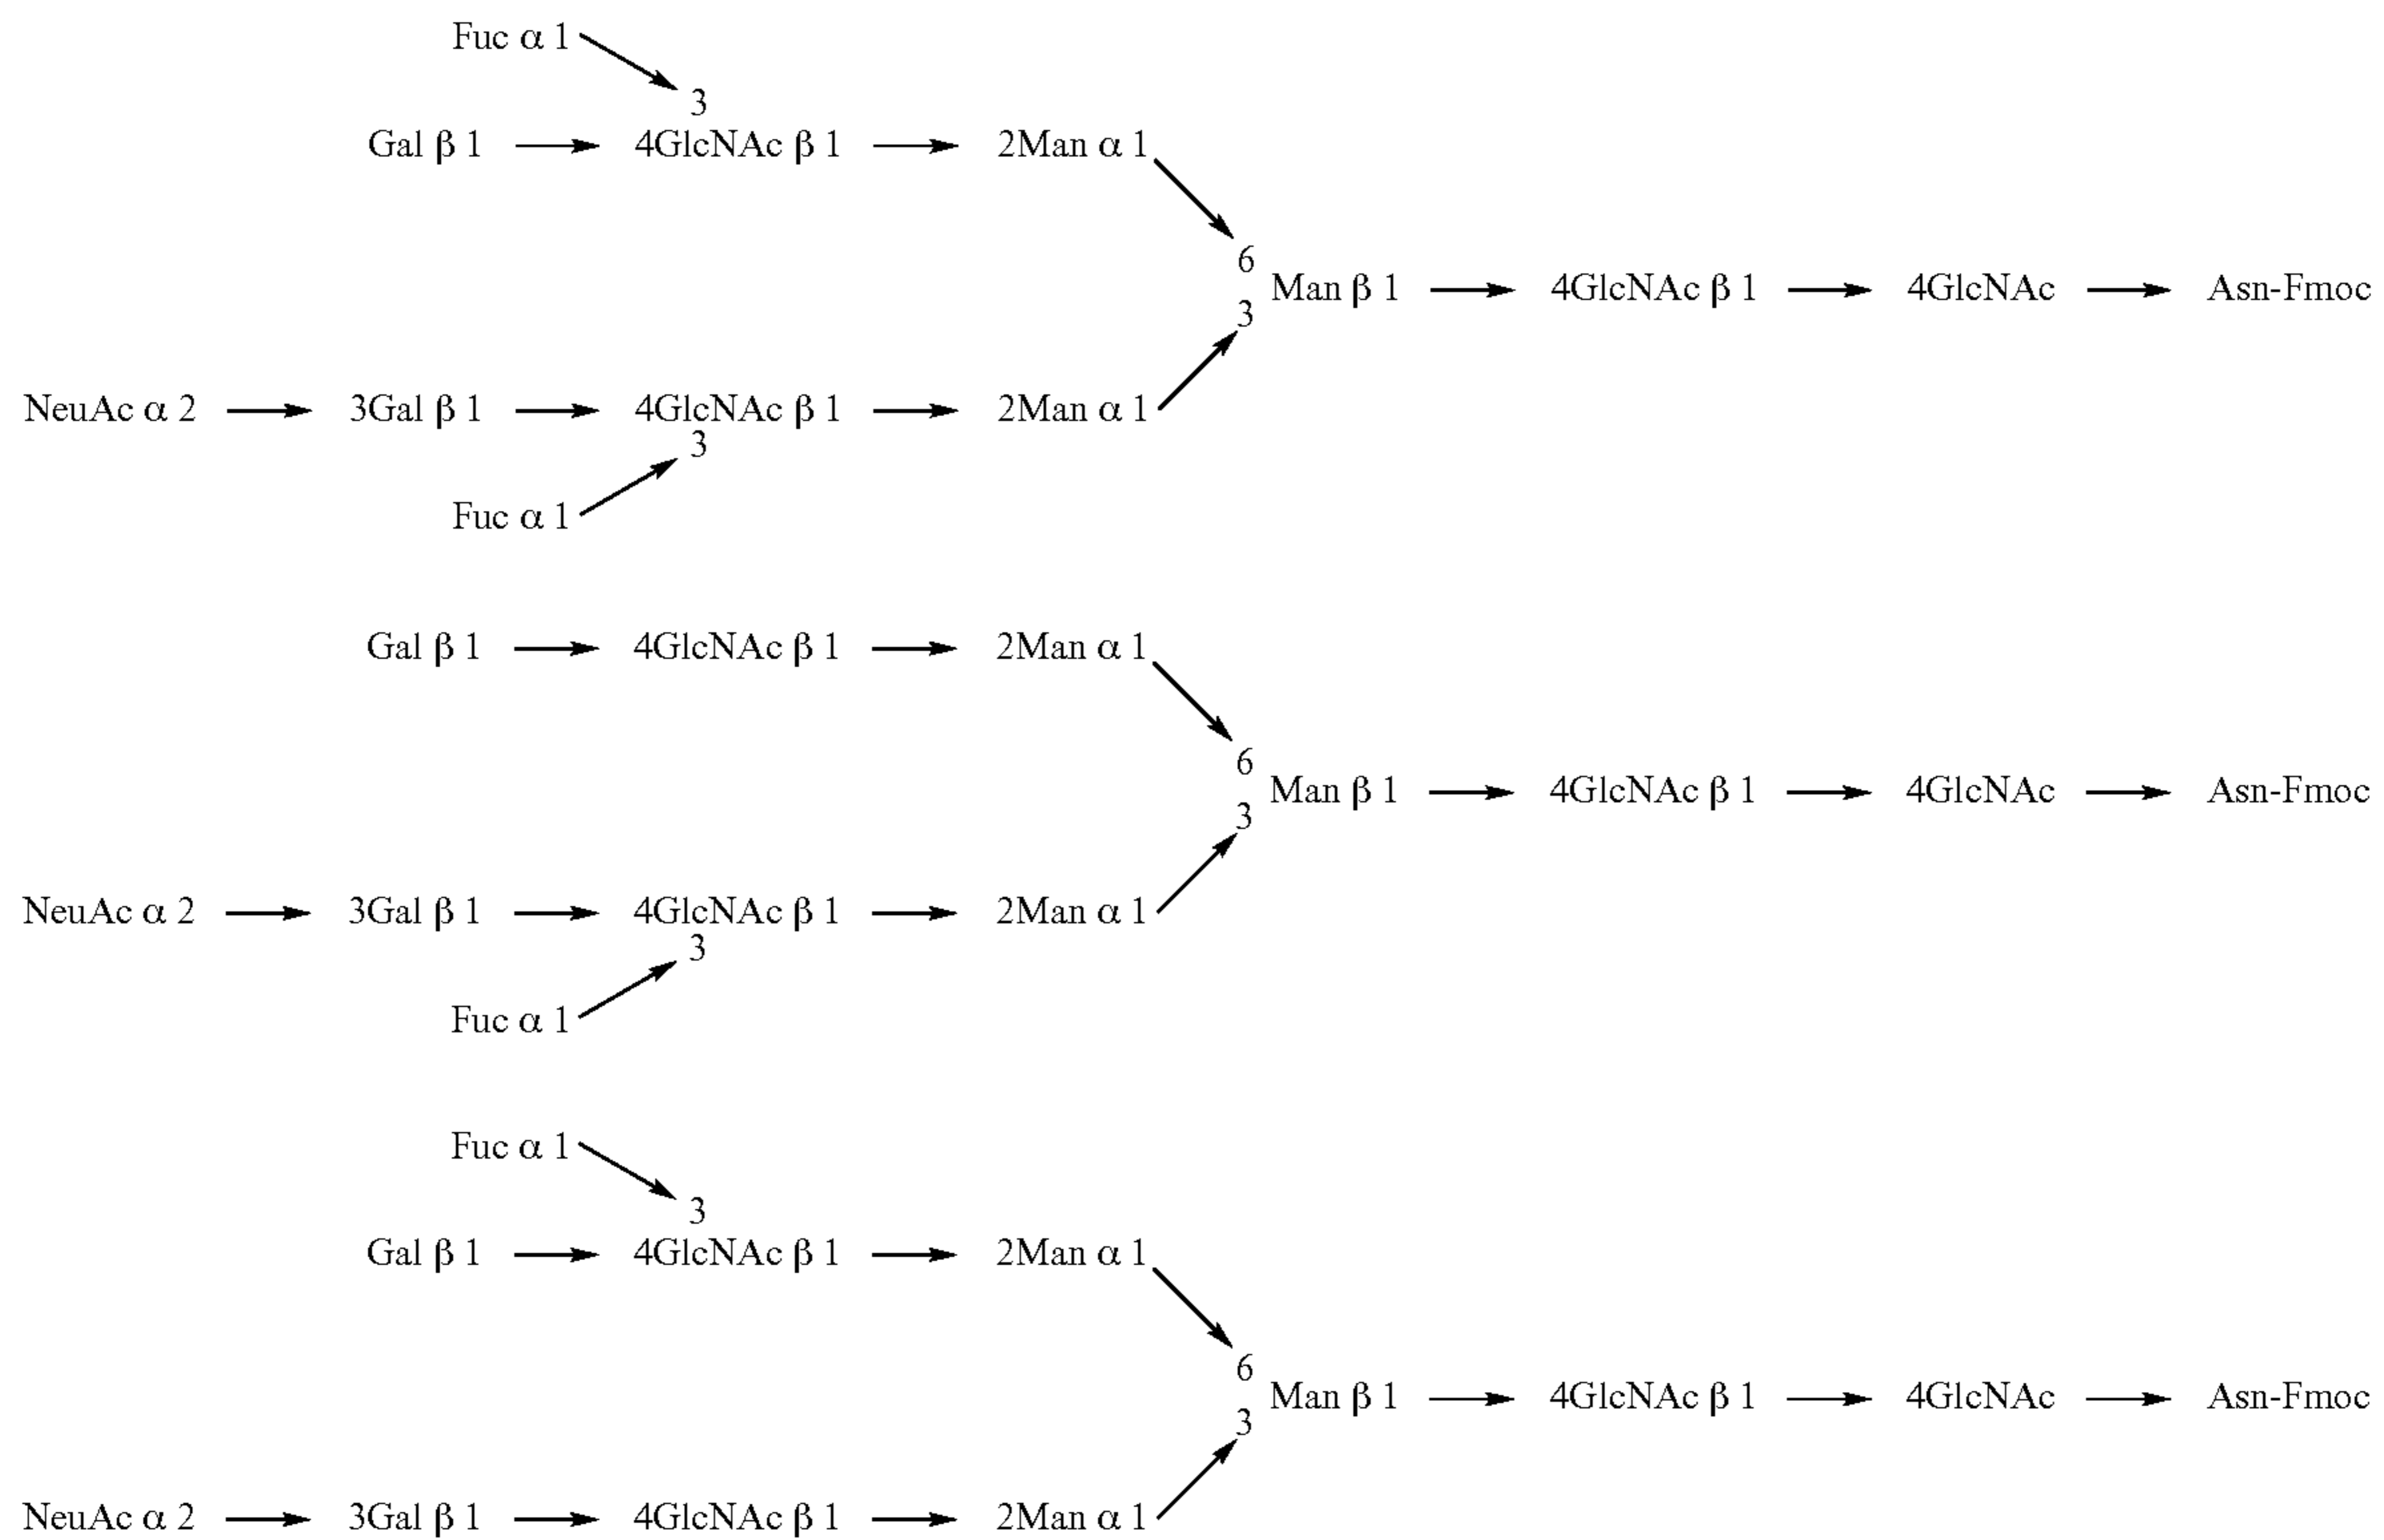 Fuc α 1
3
Gal β 1 4GlcNAc β 1 2Man α 1
6
Man β 1 4GlcNAc β 1 4GlcNAc Asn-Fmoc
3
NeuAc α 2 3Gal β 1 4GlcNAc β 1 2Man α 1
3
Fuc α 1
Gal β 1 4GlcNAc β 1 2Man α 1
6
Man β 1 4GlcNAc β 1 4GlcNAc Asn-Fmoc
3
NeuAc α 2 3Gal β 1 4GlcNAc β 1 2Man α 1
3
Fuc α 1
Fuc α 1
3
Gal β 1 4GlcNAc β 1 2Man α 1
6
Man β 1 4GlcNAc β 1 4GlcNAc Asn-Fmoc
3
NeuAc α 2 3Gal β 1 4GlcNAc β 1 2Man α 1